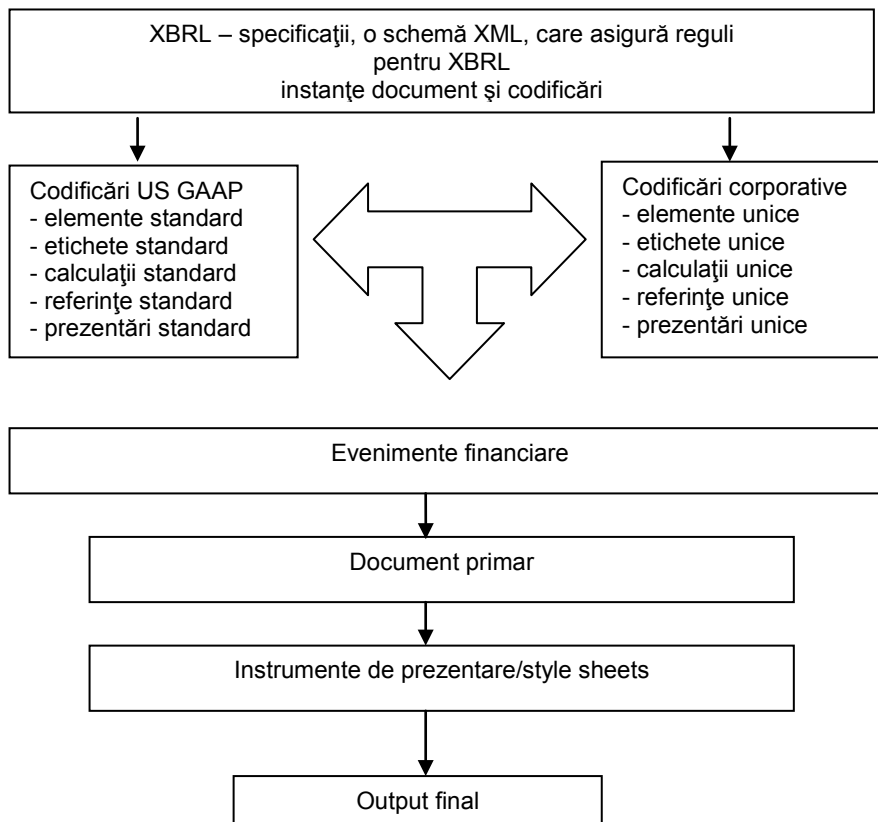 XBRL – specificaţii, o schemă XML, care asigură reguli
pentru XBRL
instanţe document şi codificări
Codificări US GAAP
- elemente standard
- etichete standard
- calculaţii standard
- referinţe standard
- prezentări standard
Codificări corporative
- elemente unice
- etichete unice
- calculaţii unice
- referinţe unice
- prezentări unice
Evenimente financiare
Document primar
Instrumente de prezentare/style sheets
Output final